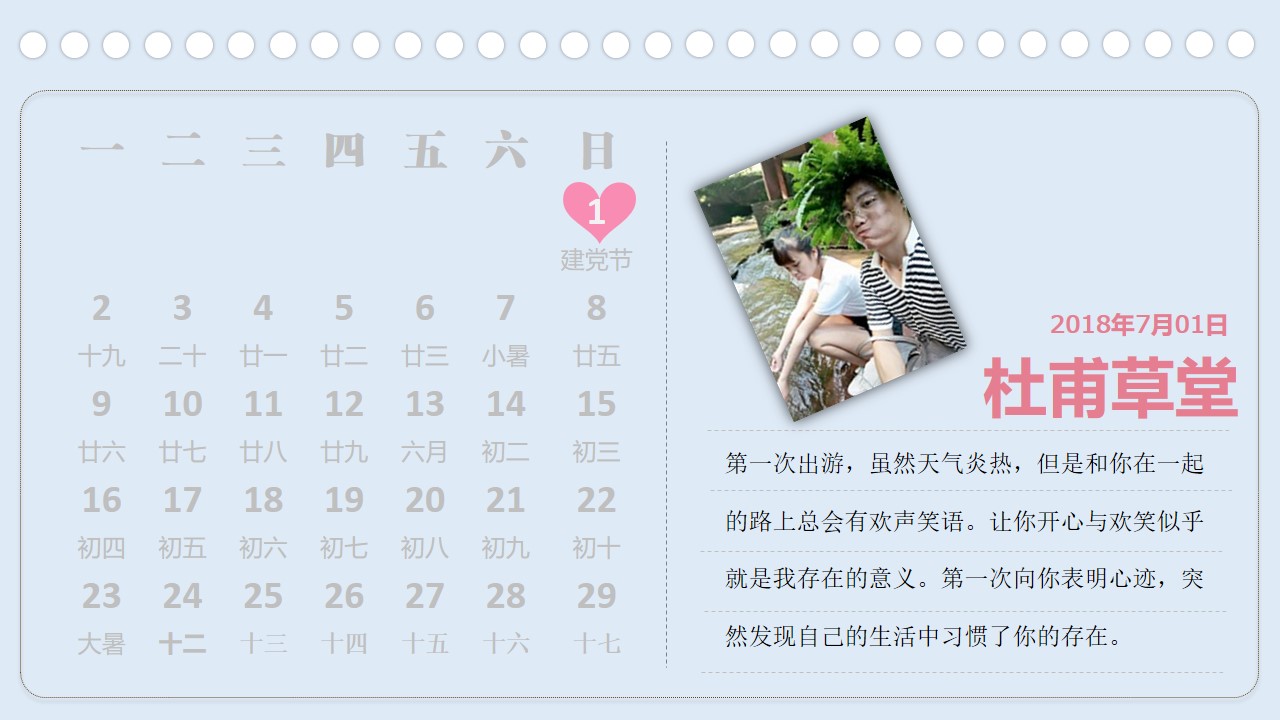 一 二 三 四 五 六 日
1
建党节
2 3 4 5 6 7 8
十九 二十 廿一 廿二 廿三 小暑 廿五
9 10 11 12 13 14 15
廿六 廿七 廿八 廿九 六月 初二 初三
16 17 18 19 20 21 22
初四 初五 初六 初七 初八 初九 初十
23 24 25 26 27 28 29
大暑 十二 十三 十四 十五 十六 十七
2018年7月01日
杜甫草堂
第一次出游，虽然天气炎热，但是和你在一起
的路上总会有欢声笑语。让你开心与欢笑似乎
就是我存在的意义。第一次向你表明心迹，突
然发现自己的生活中习惯了你的存在。